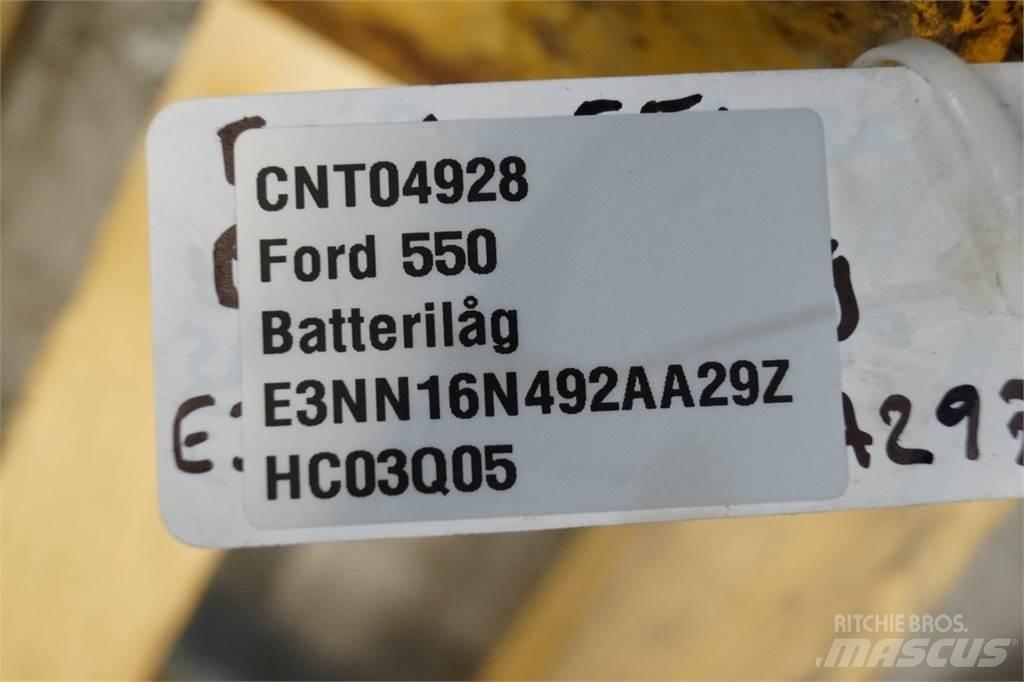 CNT04928
Ford 550
Batterilåg
E3NN16N492AA29Z
HC03Q05
RITCHIE BROS.
MASCUS